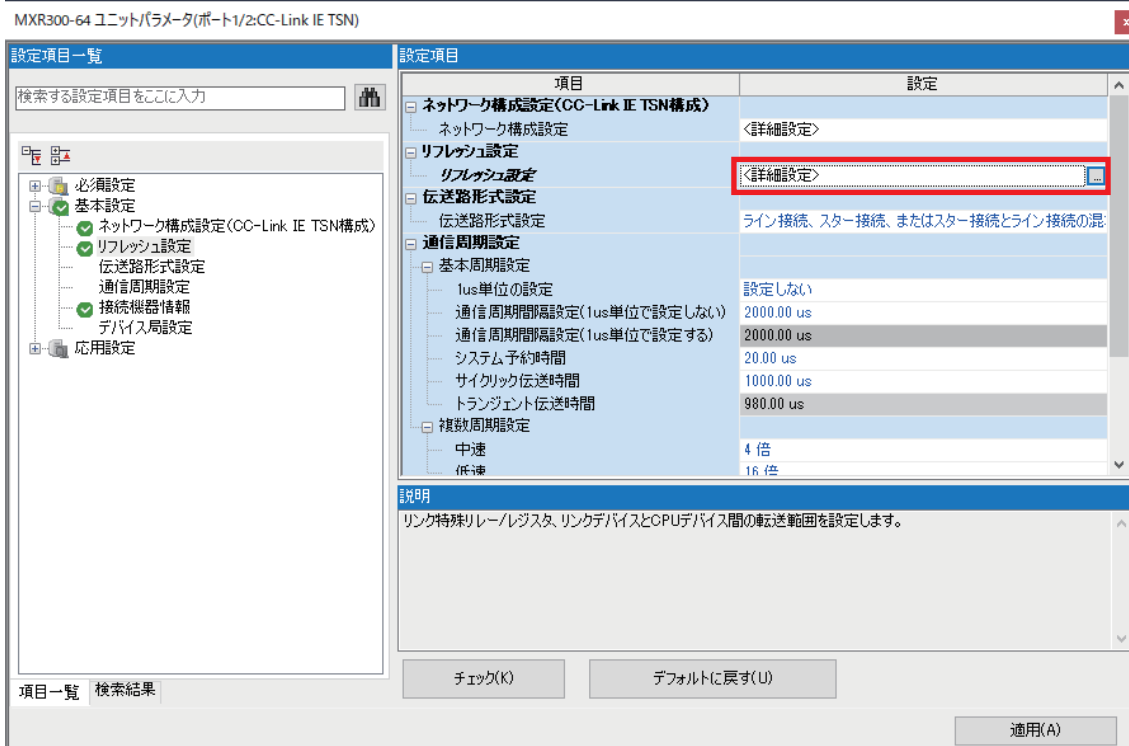 MXR300-64 ユニットパラメータ(ポート1/2:CC-Link IE TSN)
設定項目一覧
検索する設定項目をここに入力
必須設定
基本設定
ネットワーク構成設定(CC-Link IE TSN構成)
リフレッシュ設定
伝送路形式設定
通信周期設定
接続機器情報
デバイス局設定
応用設定
項目一覧 検索結果
設定項目
項目 設定
ネットワーク構成設定(CC-Link IE TSN構成)
ネットワーク構成設定 <詳細設定>
リフレッシュ設定
リフレッシュ設定 <詳細設定> ...
伝送路形式設定
伝送路形式設定 ライン接続、スター接続、またはスター接続とライン接続の混
通信周期設定
基本周期設定
1us単位の設定 設定しない
通信周期間隔設定(1us単位で設定しない) 2000.00 us
通信周期間隔設定(1us単位で設定する) 2000.00 us
システム予約時間 20.00 us
サイクリック伝送時間 1000.00 us
トランジェント伝送時間 980.00 us
複数周期設定
中速 4 倍
低速 16 倍
説明
リンク特殊リレー/レジスタ、リンクデバイスとCPUデバイス間の転送範囲を設定します。
チェック(K) デフォルトに戻す(U)
適用(A)